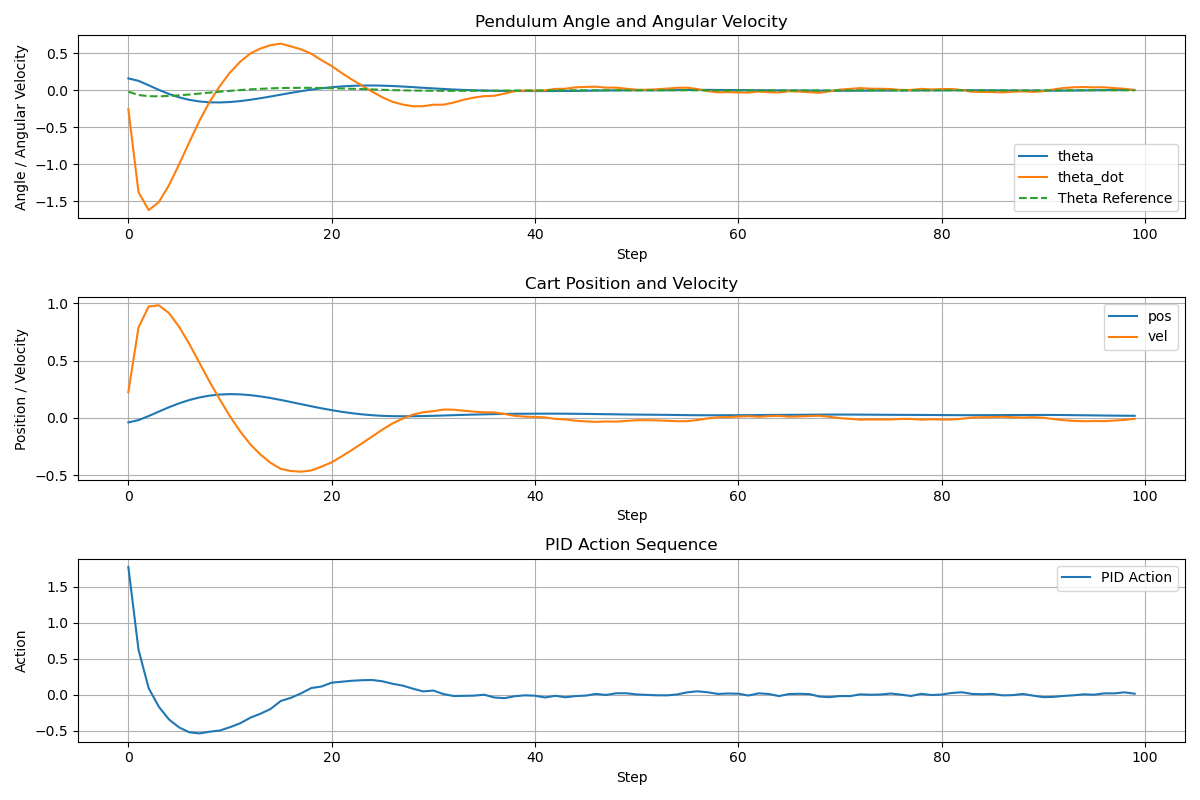 Pendulum Angle and Angular Velocity
Angle / Angular Velocity
0.5
0.0
−0.5
−1.0
−1.5
theta
theta_dot
Theta Reference
0 20 40 60 80 100
Step
Cart Position and Velocity
Position / Velocity
1.0
0.5
0.0
−0.5
pos
vel
0 20 40 60 80 100
Step
PID Action Sequence
Action
1.5
1.0
0.5
0.0
−0.5
PID Action
0 20 40 60 80 100
Step